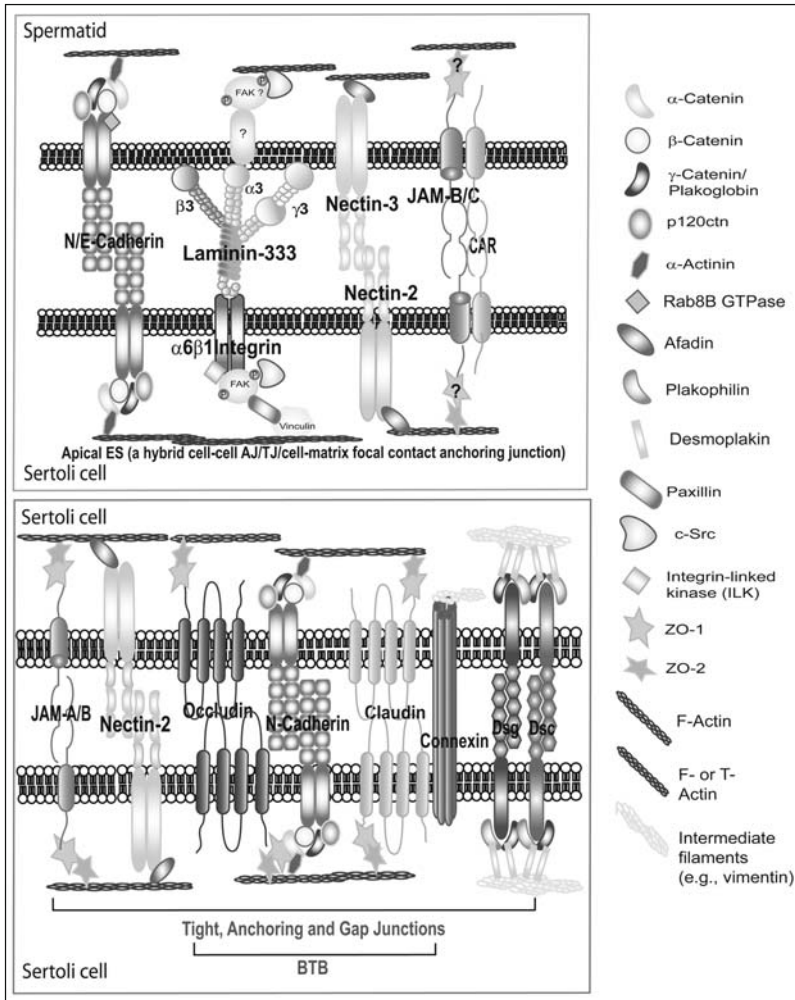 Spermatid
FAK ?
P
P
?
?
β3
α3
γ3
Nectin-3
JAM-B/C
N/E-Cadherin
Laminin-333
CAR
Nectin-2
?
α6β1Integrin
P
FAK
P
?
Vinculin
Apical ES (a hybrid cell-cell AJ/TJ/cell-matrix focal contact anchoring junction)
Sertoli cell
Sertoli cell
JAM-A/B
Nectin-2
Occludin
N-Cadherin
Claudin
Connexin
Dsg
Dsc
Tight, Anchoring and Gap Junctions
BTB
Sertoli cell
α-Catenin
β-Catenin
γ-Catenin/
Plakoglobin
p120ctn
α-Actinin
Rab8B GTPase
Afadin
Plakophilin
Desmoplakin
Paxillin
c-Src
Integrin-linked
kinase (ILK)
ZO-1
ZO-2
F-Actin
F- or T-
Actin
Intermediate
filaments
(e.g., vimentin)